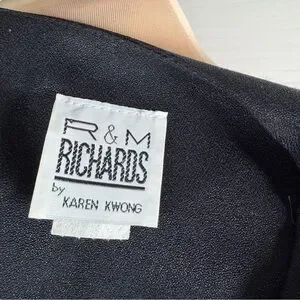 R & M
RICHARDS
by
KAREN KWONG